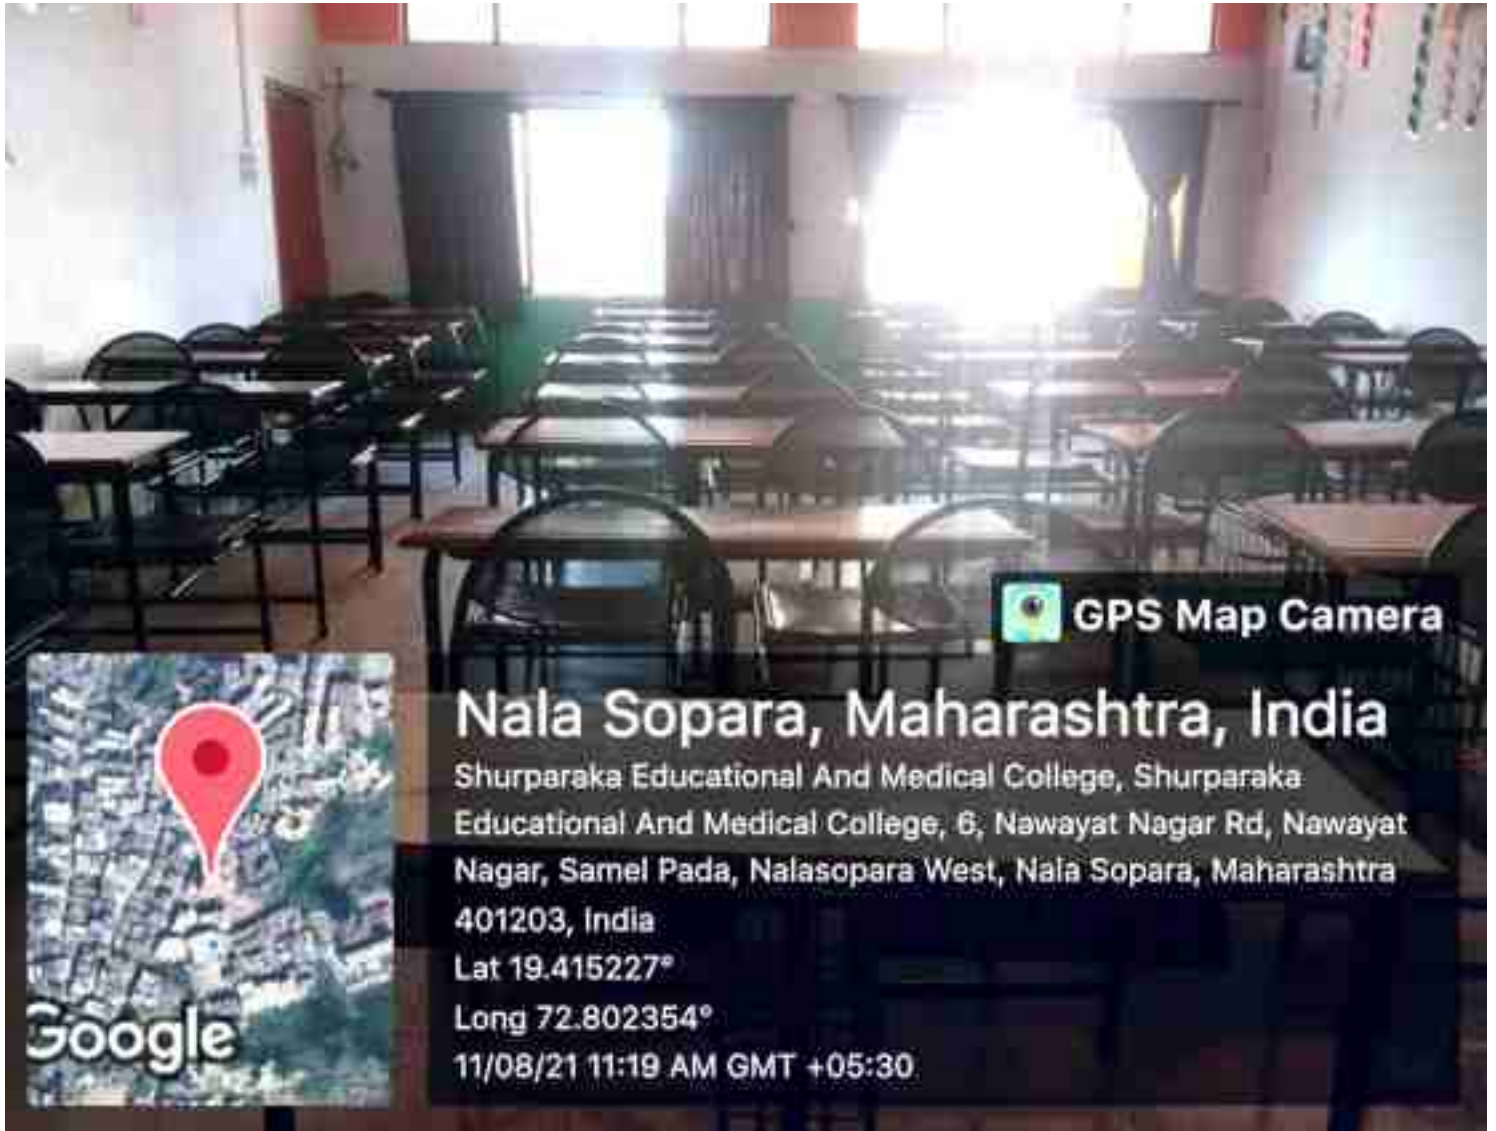 GPS Map Camera
Nala Sopara, Maharashtra, India
Shurparaka Educational And Medical College, Shurparaka
Educational And Medical College, 6, Nawayat Nagar Rd, Nawayat
Nagar, Samel Pada, Nalasopara West, Nala Sopara, Maharashtra
401203, India
Lat 19.415227°
Long 72.802354°
11/08/21 11:19 AM GMT +05:30
Google